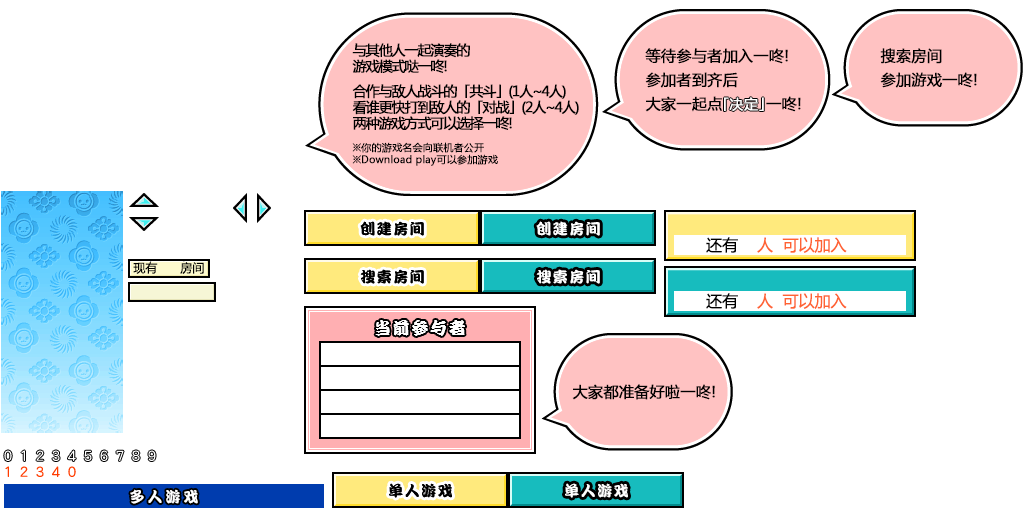 与其他人一起演奏的
游戏模式哒一咚!
合作与敌人战斗的「共斗」(1人~4人)
看谁更快打到敌人的「对战」(2人~4人)
两种游戏方式可以选择一咚!
※你的游戏名会向联机者公开
※Download play可以参加游戏
等待参与者加入一咚!
参加者到齐后
大家一起点「决定」一咚!
搜索房间
参加游戏一咚!
创建房间
创建房间
还有 人 可以加入
现有 房间
搜索房间
搜索房间
还有 人 可以加入
当前参与者
大家都准备好啦一咚!
0 1 2 3 4 5 6 7 8 9
1 2 3 4 0
多人游戏
单人游戏
单人游戏